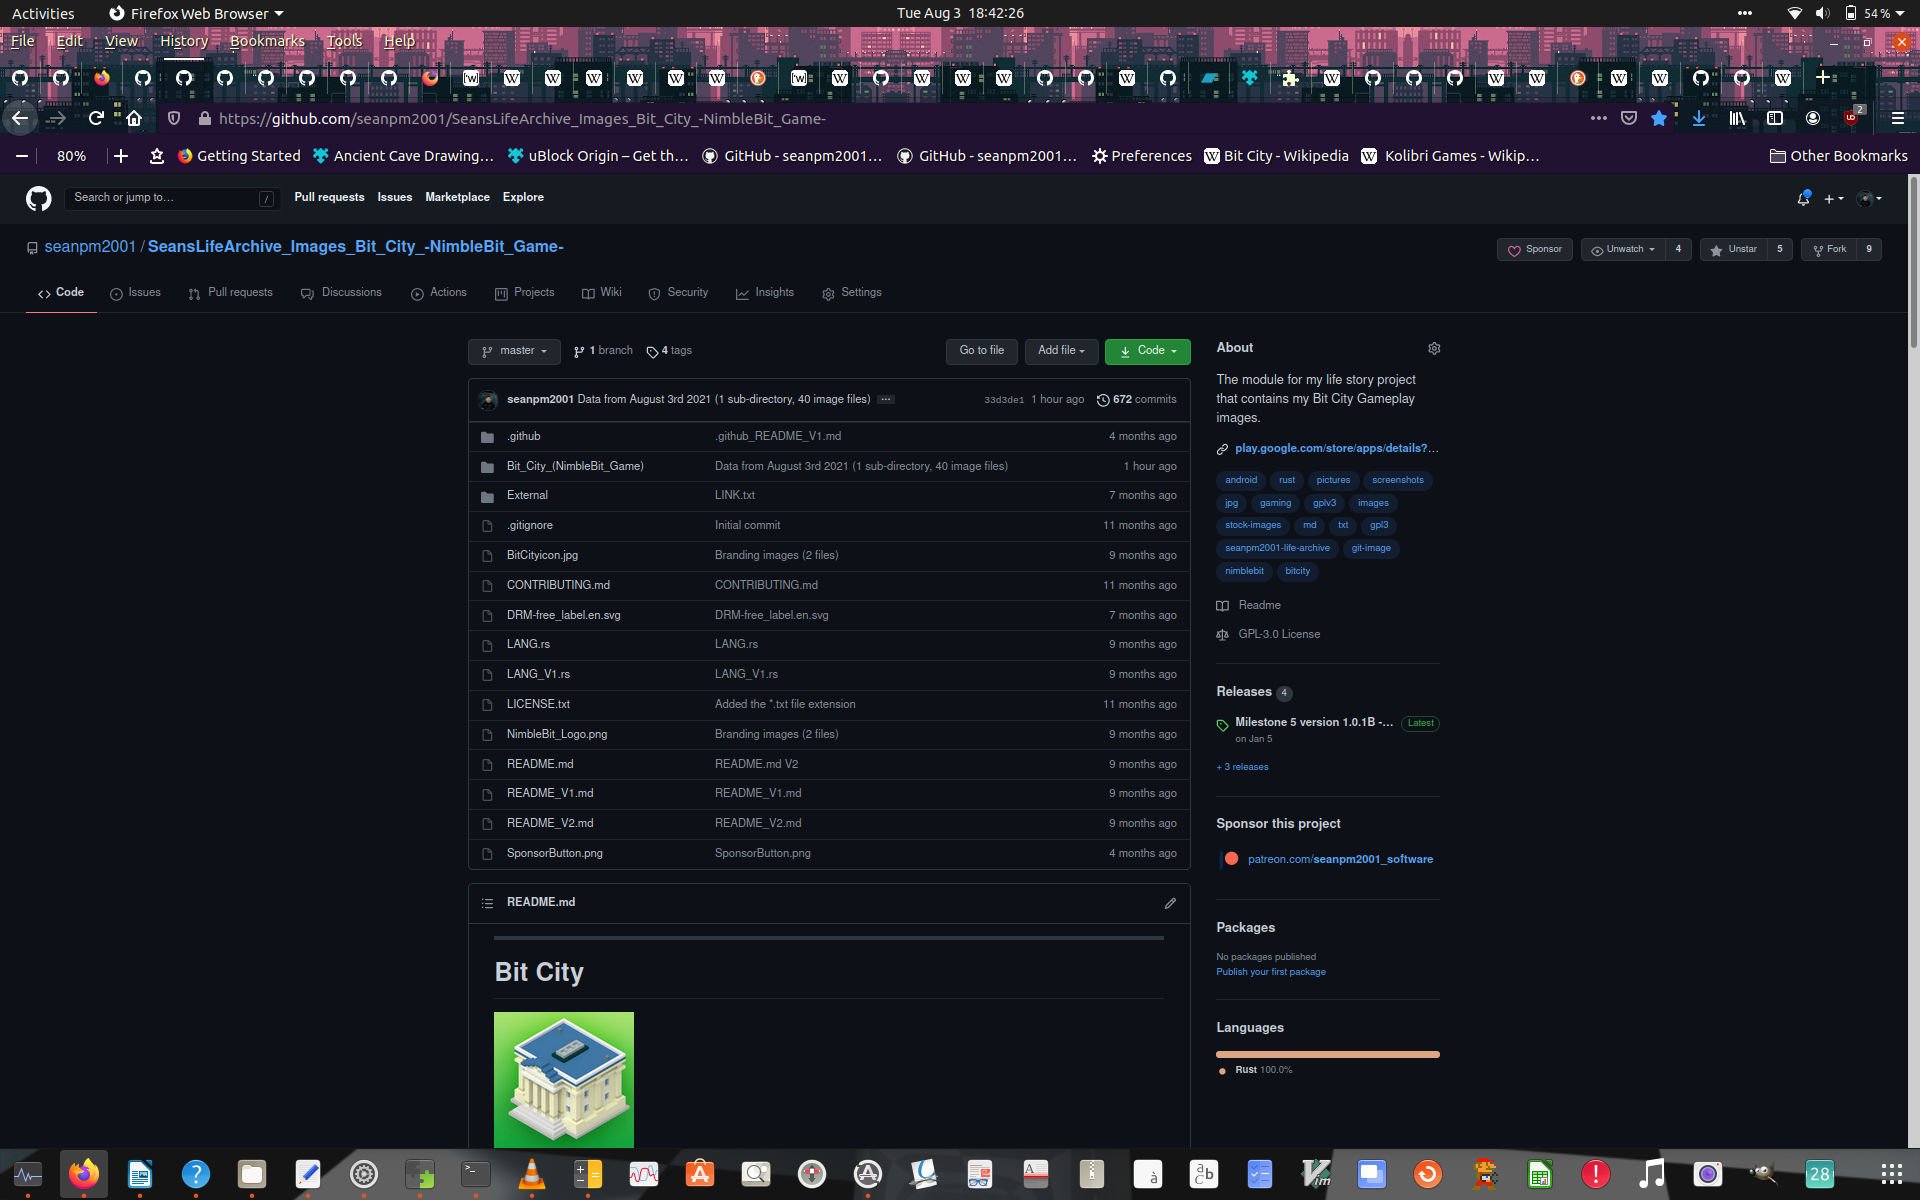 Activities Firefox Web Browser Tue Aug 3 18:42:26 54 %
File Edit View History Bookmarks Tools Help
https://github.com/seanpm2001/SeansLifeArchive_Images_Bit_City_-NimbleBit_Game- 2
80% Getting Started Ancient Cave Drawing… uBlock Origin – Get th… GitHub - seanpm2001… GitHub - seanpm2001… Preferences Bit City - Wikipedia Kolibri Games - Wikip… Other Bookmarks
Search or jump to… / Pull requests Issues Marketplace Explore
seanpm2001 / SeansLifeArchive_Images_Bit_City_-NimbleBit_Game- Sponsor Unwatch 4 Unstar 5 Fork 9
Code Issues Pull requests Discussions Actions Projects Wiki Security Insights Settings
master 1 branch 4 tags Go to file Add file Code
seanpm2001 Data from August 3rd 2021 (1 sub-directory, 40 image files) ··· 33d3de1 1 hour ago 672 commits
.github .github_README_V1.md 4 months ago
Bit_City_(NimbleBit_Game) Data from August 3rd 2021 (1 sub-directory, 40 image files) 1 hour ago
External LINK.txt 7 months ago
.gitignore Initial commit 11 months ago
BitCityicon.jpg Branding images (2 files) 9 months ago
CONTRIBUTING.md CONTRIBUTING.md 11 months ago
DRM-free_label.en.svg DRM-free_label.en.svg 7 months ago
LANG.rs LANG.rs 9 months ago
LANG_V1.rs LANG_V1.rs 9 months ago
LICENSE.txt Added the *.txt file extension 11 months ago
NimbleBit_Logo.png Branding images (2 files) 9 months ago
README.md README.md V2 9 months ago
README_V1.md README_V1.md 9 months ago
README_V2.md README_V2.md 9 months ago
SponsorButton.png SponsorButton.png 4 months ago
README.md
Bit City
About
The module for my life story project
that contains my Bit City Gameplay
images.
play.google.com/store/apps/details?…
android rust pictures screenshots
jpg gaming gplv3 images
stock-images md txt gpl3
seanpm2001-life-archive git-image
nimblebit bitcity
Readme
GPL-3.0 License
Releases 4
Milestone 5 version 1.0.1B -… Latest
on Jan 5
+ 3 releases
Sponsor this project
patreon.com/seanpm2001_software
Packages
No packages published
Publish your first package
Languages
Rust 100.0%
28